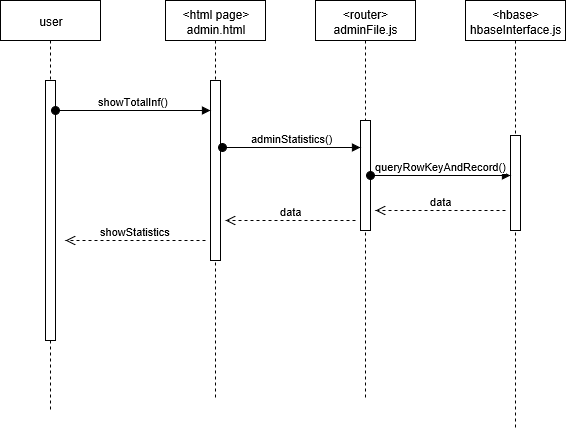 user
<html page>
admin.html
<router>
adminFile.js
<hbase>
hbaseInterface.js
showTotalInf()
adminStatistics()
queryRowKeyAndRecord()
data
data
showStatistics